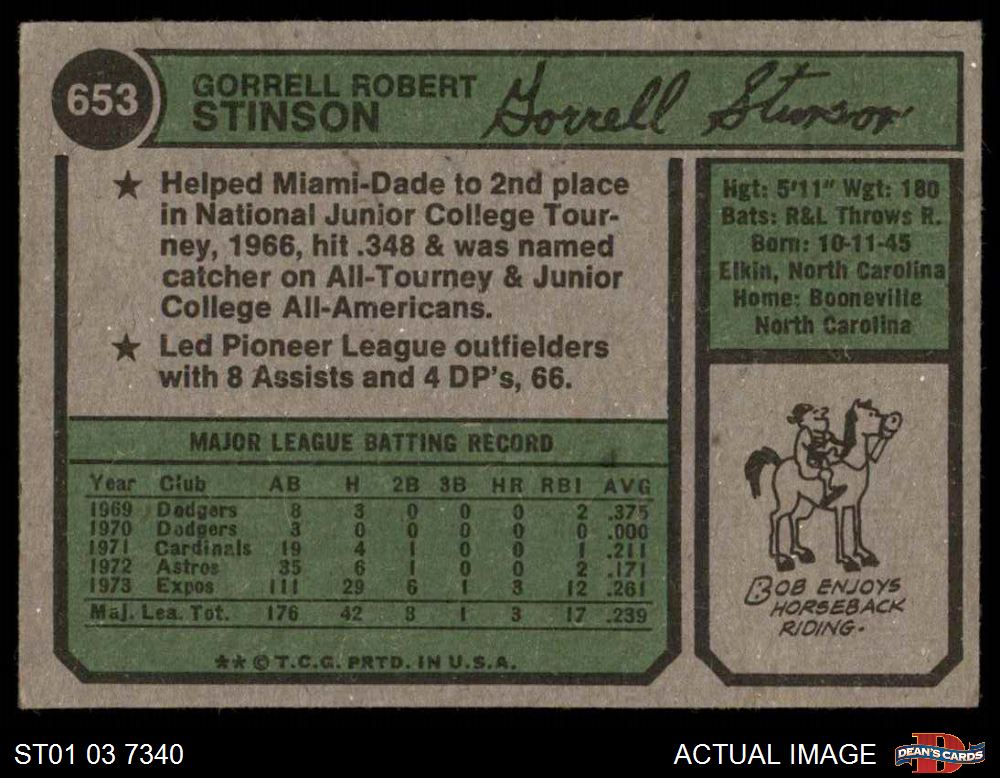 653
GORRELL ROBERT
STINSON
Gorrell Stinson
★ Helped Miami-Dade to 2nd place
in National Junior College Tour-
ney, 1966, hit .348 & was named
catcher on All-Tourney & Junior
College All-Americans.
★ Led Pioneer League outfielders
with 8 Assists and 4 DP's, 66.
Hgt: 5'11" Wgt: 180
Bats: R&L Throws R.
Born: 10-11-45
Elkin, North Carolina
Home: Booneville
North Carolina
MAJOR LEAGUE BATTING RECORD
Year Club AB H 2B 3B HR RBI AVG
1969 Dodgers 8 3 0 0 0 2 .375
1970 Dodgers 3 0 0 0 0 0 .000
1971 Cardinals 19 4 1 0 0 1 .211
1972 Astros 35 6 1 0 0 2 .171
1973 Expos 111 29 6 1 3 12 .261
Maj. Lea. Tot. 176 42 8 1 3 17 .239
★★©T.C.G. PRTD. IN U.S.A.
BOB ENJOYS
HORSEBACK
RIDING.
ST01 03 7340
ACTUAL IMAGE
DEAN'S CARDS